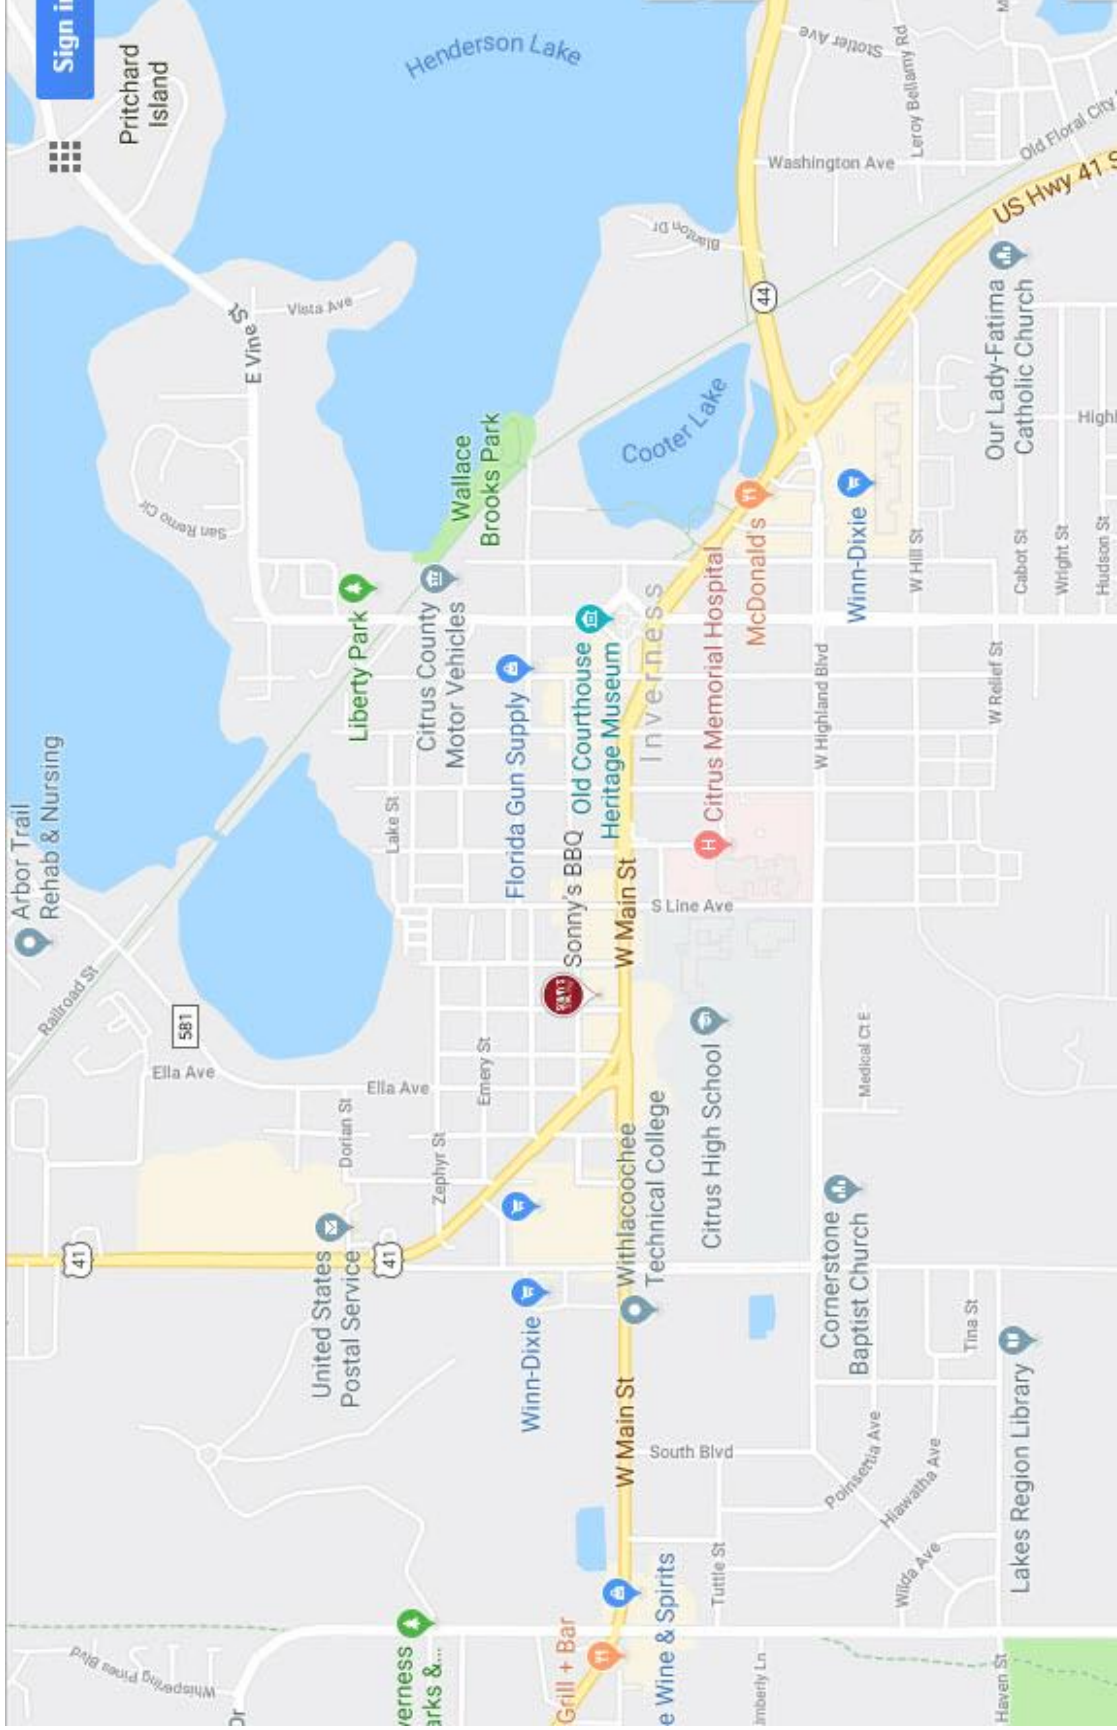 Sign i
Pritchard
Island
Henderson Lake
Stotler Ave
Leroy Bellamy Rd
Washington Ave
Old Floral City
US Hwy 41 S
Blanton Dr
44
Vista Ave
E Vine St
Our Lady-Fatima
Catholic Church
Cooter Lake
Wallace
Brooks Park
San Remo Cir
Highl
McDonald's
Winn-Dixie
W Hill St
Cabot St
Wright St
Hudson St
Liberty Park
Citrus County
Motor Vehicles
Florida Gun Supply
Old Courthouse
Heritage Museum
Inverness
Citrus Memorial Hospital
W Highland Blvd
W Relief St
Arbor Trail
Rehab & Nursing
Lake St
Sonny's BBQ
W Main St
S Line Ave
Railroad St
581
Ella Ave
Ella Ave
Emery St
Dorian St
Zephyr St
Withlacoochee
Technical College
Citrus High School
Medical Ct E
41
41
United States
Postal Service
Winn-Dixie
Cornerstone
Baptist Church
Tina St
W Main St
South Blvd
Poinsettia Ave
Hiawatha Ave
Lakes Region Library
Tuttle St
Wilda Ave
Whispering Pines Blvd
Dr
verness
arks &...
Grill + Bar
e Wine & Spirits
imberly Ln
Haven St